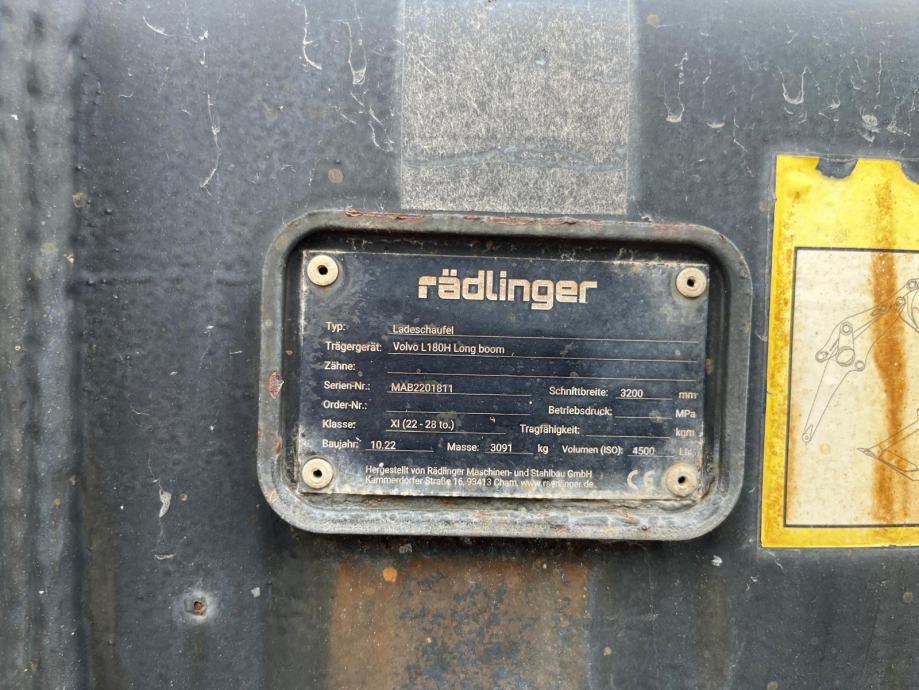 rädlinger
Typ: Ladeschaufel
Trägergerät: Volvo L180H Long boom
Zähne:
Serien-Nr.: MAB2201811 Schnittbreite: 3200 mm
Order-Nr.: Betriebsdruck: MPa
Klasse: XI (22 - 28 to.) Tragfähigkeit: kgm
Baujahr: 10.22 Masse: 3091 kg Volumen (ISO): 4500 Ltr.
Hergestellt von Rädlinger Maschinen- und Stahlbau GmbH
Kammerdorfer Straße 16, 93413 Cham, www.raedlinger.de
CE